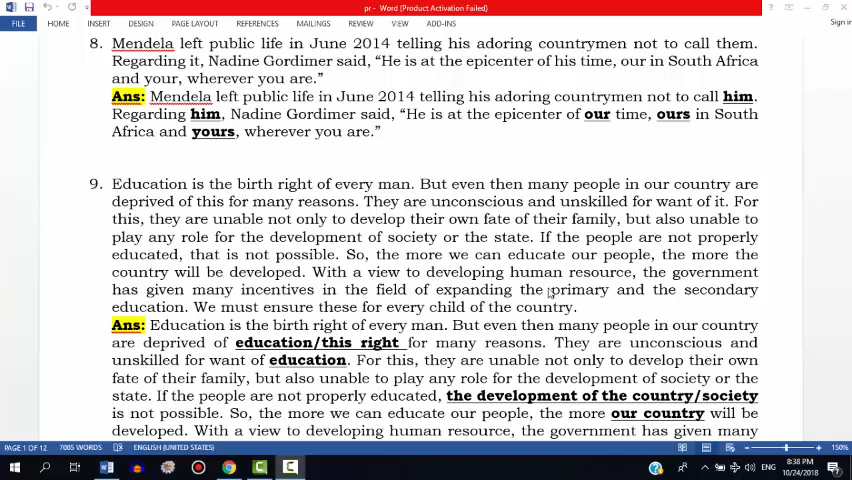 pr - Word (Product Activation Failed)
FILE HOME INSERT DESIGN PAGE LAYOUT REFERENCES MAILINGS REVIEW VIEW ADD-INS Sign in
8. Mendela left public life in June 2014 telling his adoring countrymen not to call them.
Regarding it, Nadine Gordimer said, “He is at the epicenter of his time, our in South Africa
and your, wherever you are.”
Ans: Mendela left public life in June 2014 telling his adoring countrymen not to call him.
Regarding him, Nadine Gordimer said, “He is at the epicenter of our time, ours in South
Africa and yours, wherever you are.”
9. Education is the birth right of every man. But even then many people in our country are
deprived of this for many reasons. They are unconscious and unskilled for want of it. For
this, they are unable not only to develop their own fate of their family, but also unable to
play any role for the development of society or the state. If the people are not properly
educated, that is not possible. So, the more we can educate our people, the more the
country will be developed. With a view to developing human resource, the government
has given many incentives in the field of expanding the primary and the secondary
education. We must ensure these for every child of the country.
Ans: Education is the birth right of every man. But even then many people in our country
are deprived of education/this right for many reasons. They are unconscious and
unskilled for want of education. For this, they are unable not only to develop their own
fate of their family, but also unable to play any role for the development of society or the
state. If the people are not properly educated, the development of the country/society
is not possible. So, the more we can educate our people, the more our country will be
developed. With a view to developing human resource, the government has given many
PAGE 1 OF 12 7085 WORDS ENGLISH (UNITED STATES) 150%
ENG 8:38 PM
10/24/2018